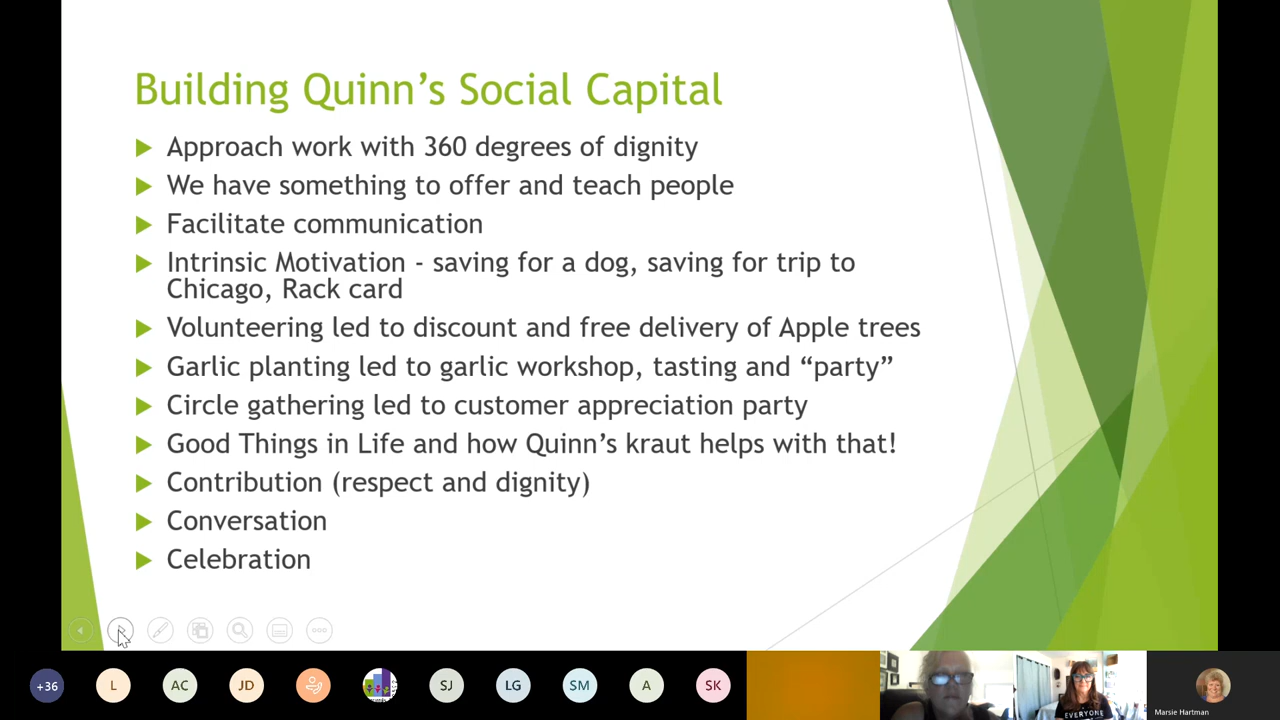 Building Quinn’s Social Capital
Approach work with 360 degrees of dignity
We have something to offer and teach people
Facilitate communication
Intrinsic Motivation - saving for a dog, saving for trip to
Chicago, Rack card
Volunteering led to discount and free delivery of Apple trees
Garlic planting led to garlic workshop, tasting and “party”
Circle gathering led to customer appreciation party
Good Things in Life and how Quinn’s kraut helps with that!
Contribution (respect and dignity)
Conversation
Celebration
+36
L
AC
JD
SJ
LG
SM
A
SK
EVERYONE
Marsie Hartman